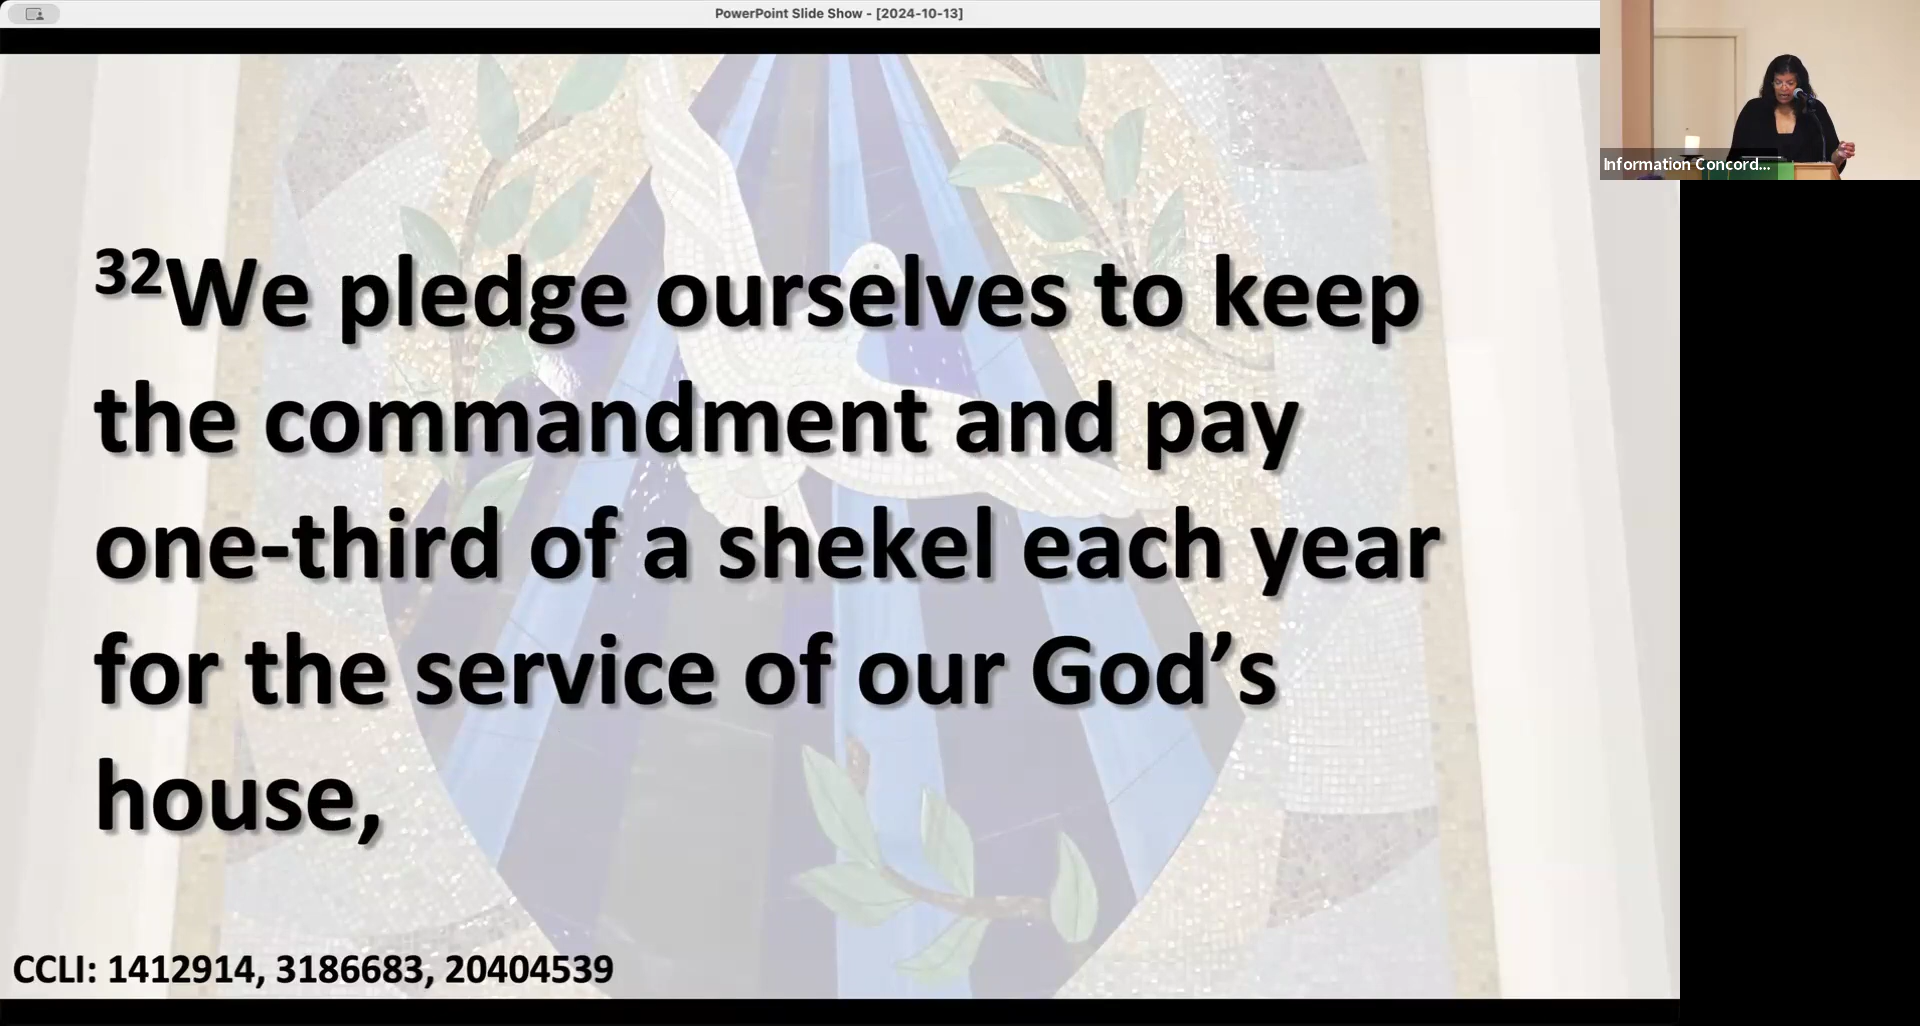 PowerPoint Slide Show - [2024-10-13]
Information Concord...
32We pledge ourselves to keep
the commandment and pay
one-third of a shekel each year
for the service of our God’s
house,
CCLI: 1412914, 3186683, 20404539